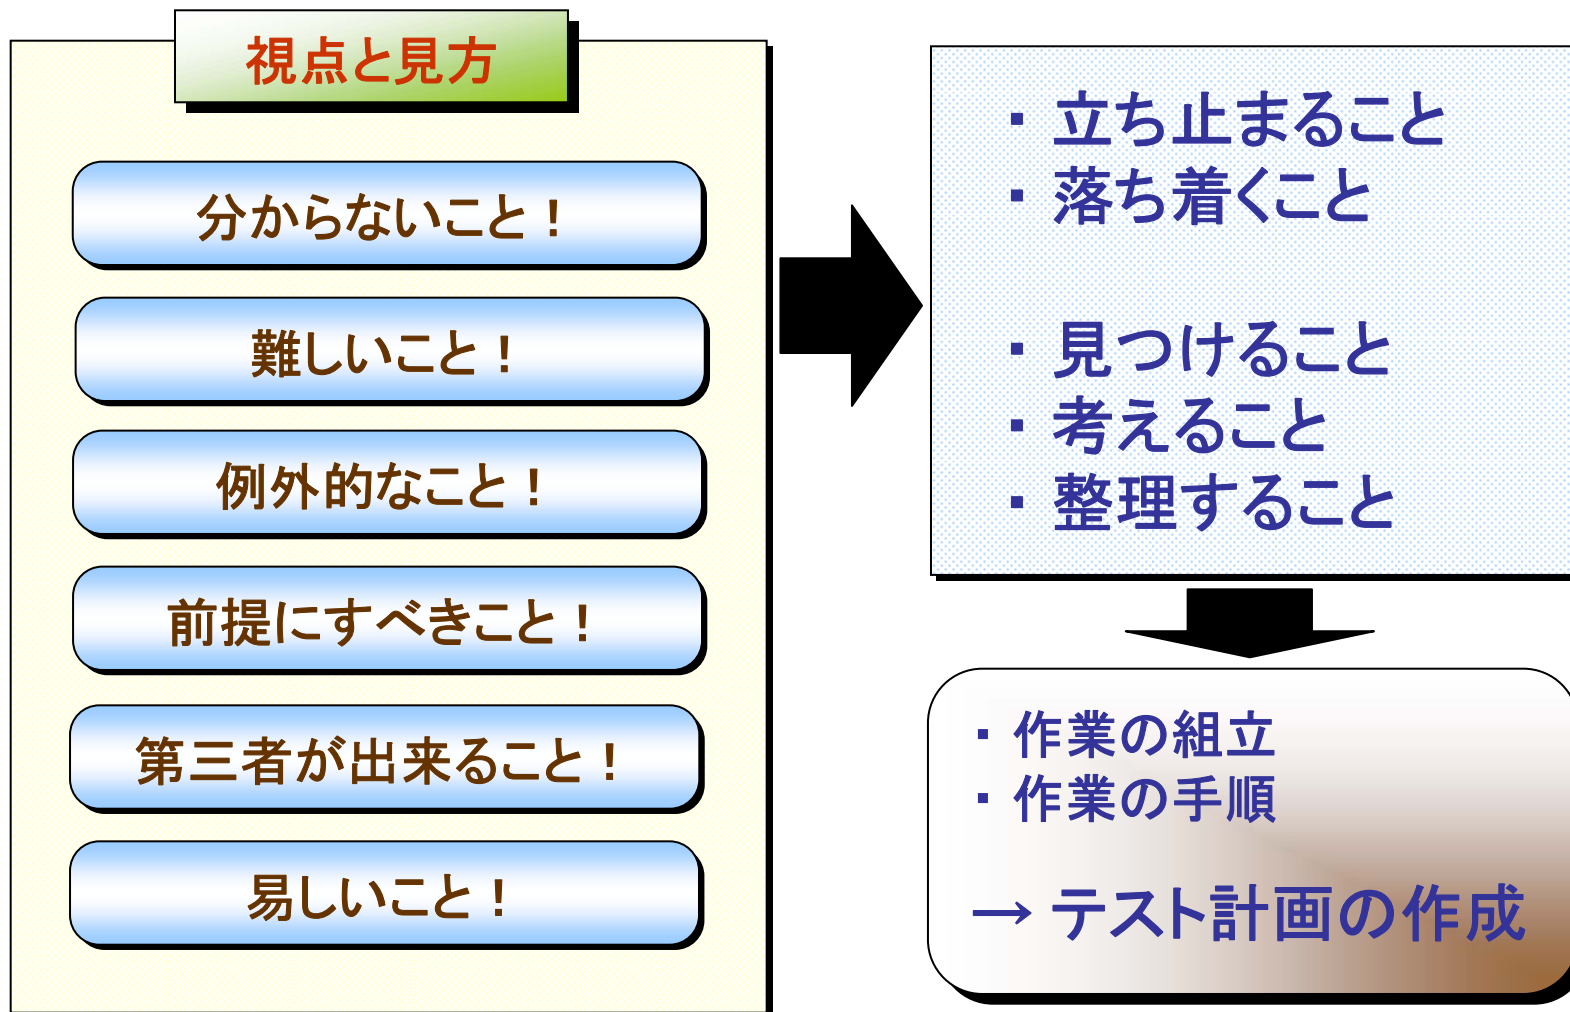 視点と見方
分からないこと！
難しいこと！
例外的なこと！
前提にすべきこと！
第三者が出来ること！
易しいこと！
・ 立ち止まること
・ 落ち着くこと
・ 見つけること
・ 考えること
・ 整理すること
・ 作業の組立
・ 作業の手順
→ テスト計画の作成